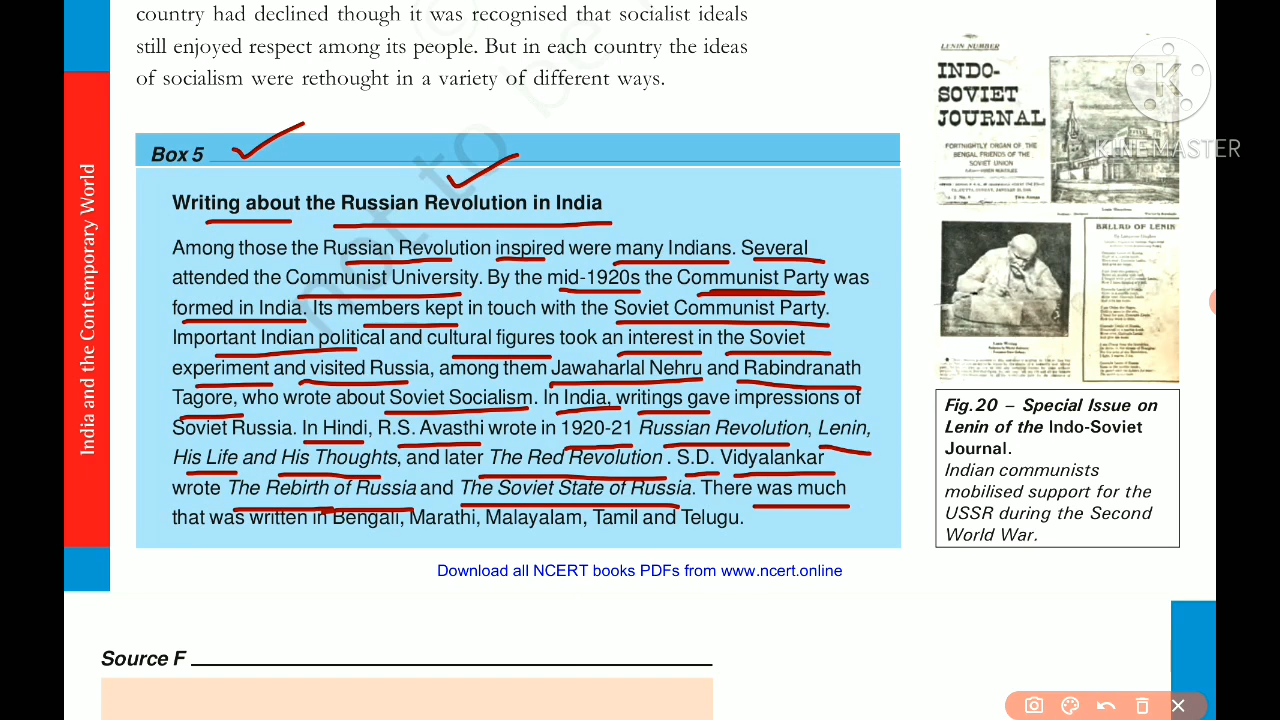 country had declined though it was recognised that socialist ideals
still enjoyed respect among its people. But in each country the ideas
of socialism were rethought in a variety of different ways.
Box 5
Writing about the Russian Revolution in India
Among those the Russian Revolution inspired were many Indians. Several
attended the Communist University. By the mid-1920s the Communist Party was
formed in India. Its members kept in touch with the Soviet Communist Party.
Important Indian political and cultural figures took an interest in the Soviet
experiment and visited Russia, among them Jawaharlal Nehru and Rabindranath
Tagore, who wrote about Soviet Socialism. In India, writings gave impressions of
Soviet Russia. In Hindi, R.S. Avasthi wrote in 1920-21 Russian Revolution, Lenin,
His Life and His Thoughts, and later The Red Revolution . S.D. Vidyalankar
wrote The Rebirth of Russia and The Soviet State of Russia. There was much
that was written in Bengali, Marathi, Malayalam, Tamil and Telugu.
Download all NCERT books PDFs from www.ncert.online
Source F
India and the Contemporary World
LENIN NUMBER
INDO-
SOVIET
JOURNAL
FORTNIGHTLY ORGAN OF THE
BENGAL FRIENDS OF THE
SOVIET UNION
BALLAD OF LENIN
K
KINEMASTER
Fig.20 – Special Issue on
Lenin of the Indo-Soviet
Journal.
Indian communists
mobilised support for the
USSR during the Second
World War.